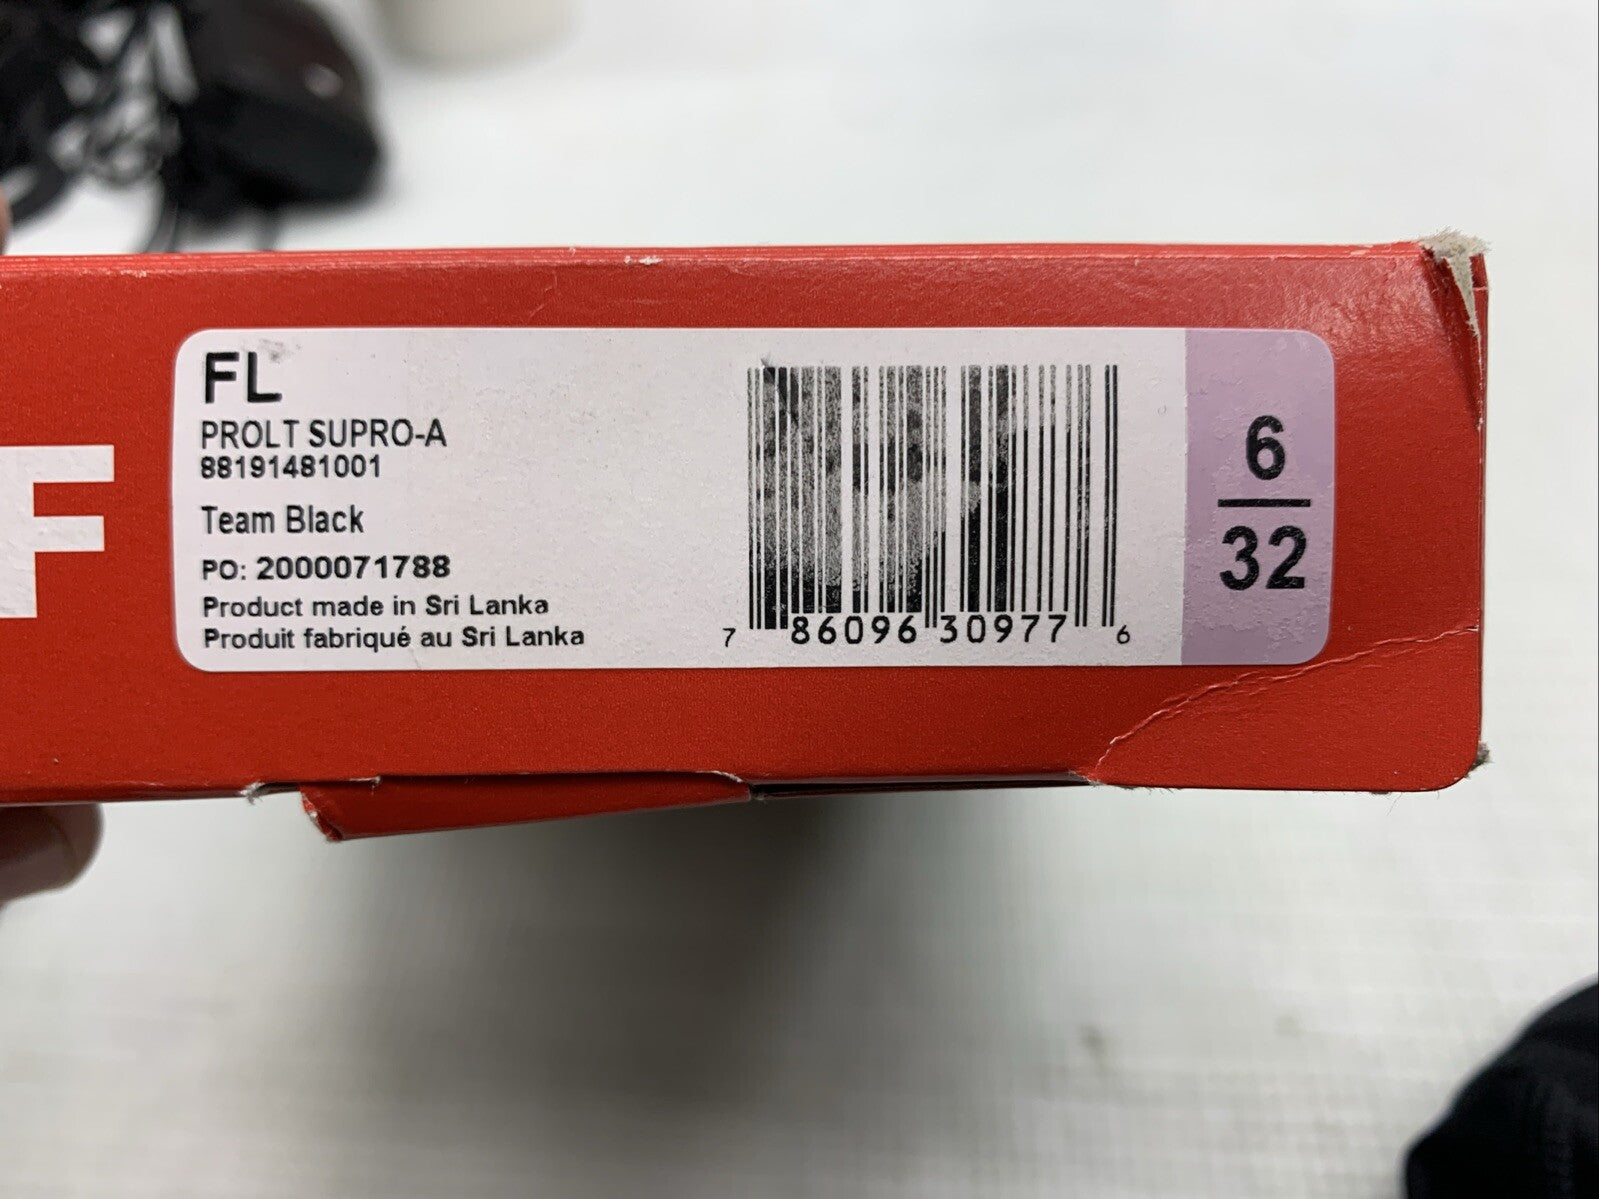 F
FL
PROLT SUPRO-A
88191481001
Team Black
PO: 2000071788
Product made in Sri Lanka
Produit fabriqué au Sri Lanka
7 86096 30977 6
6
32